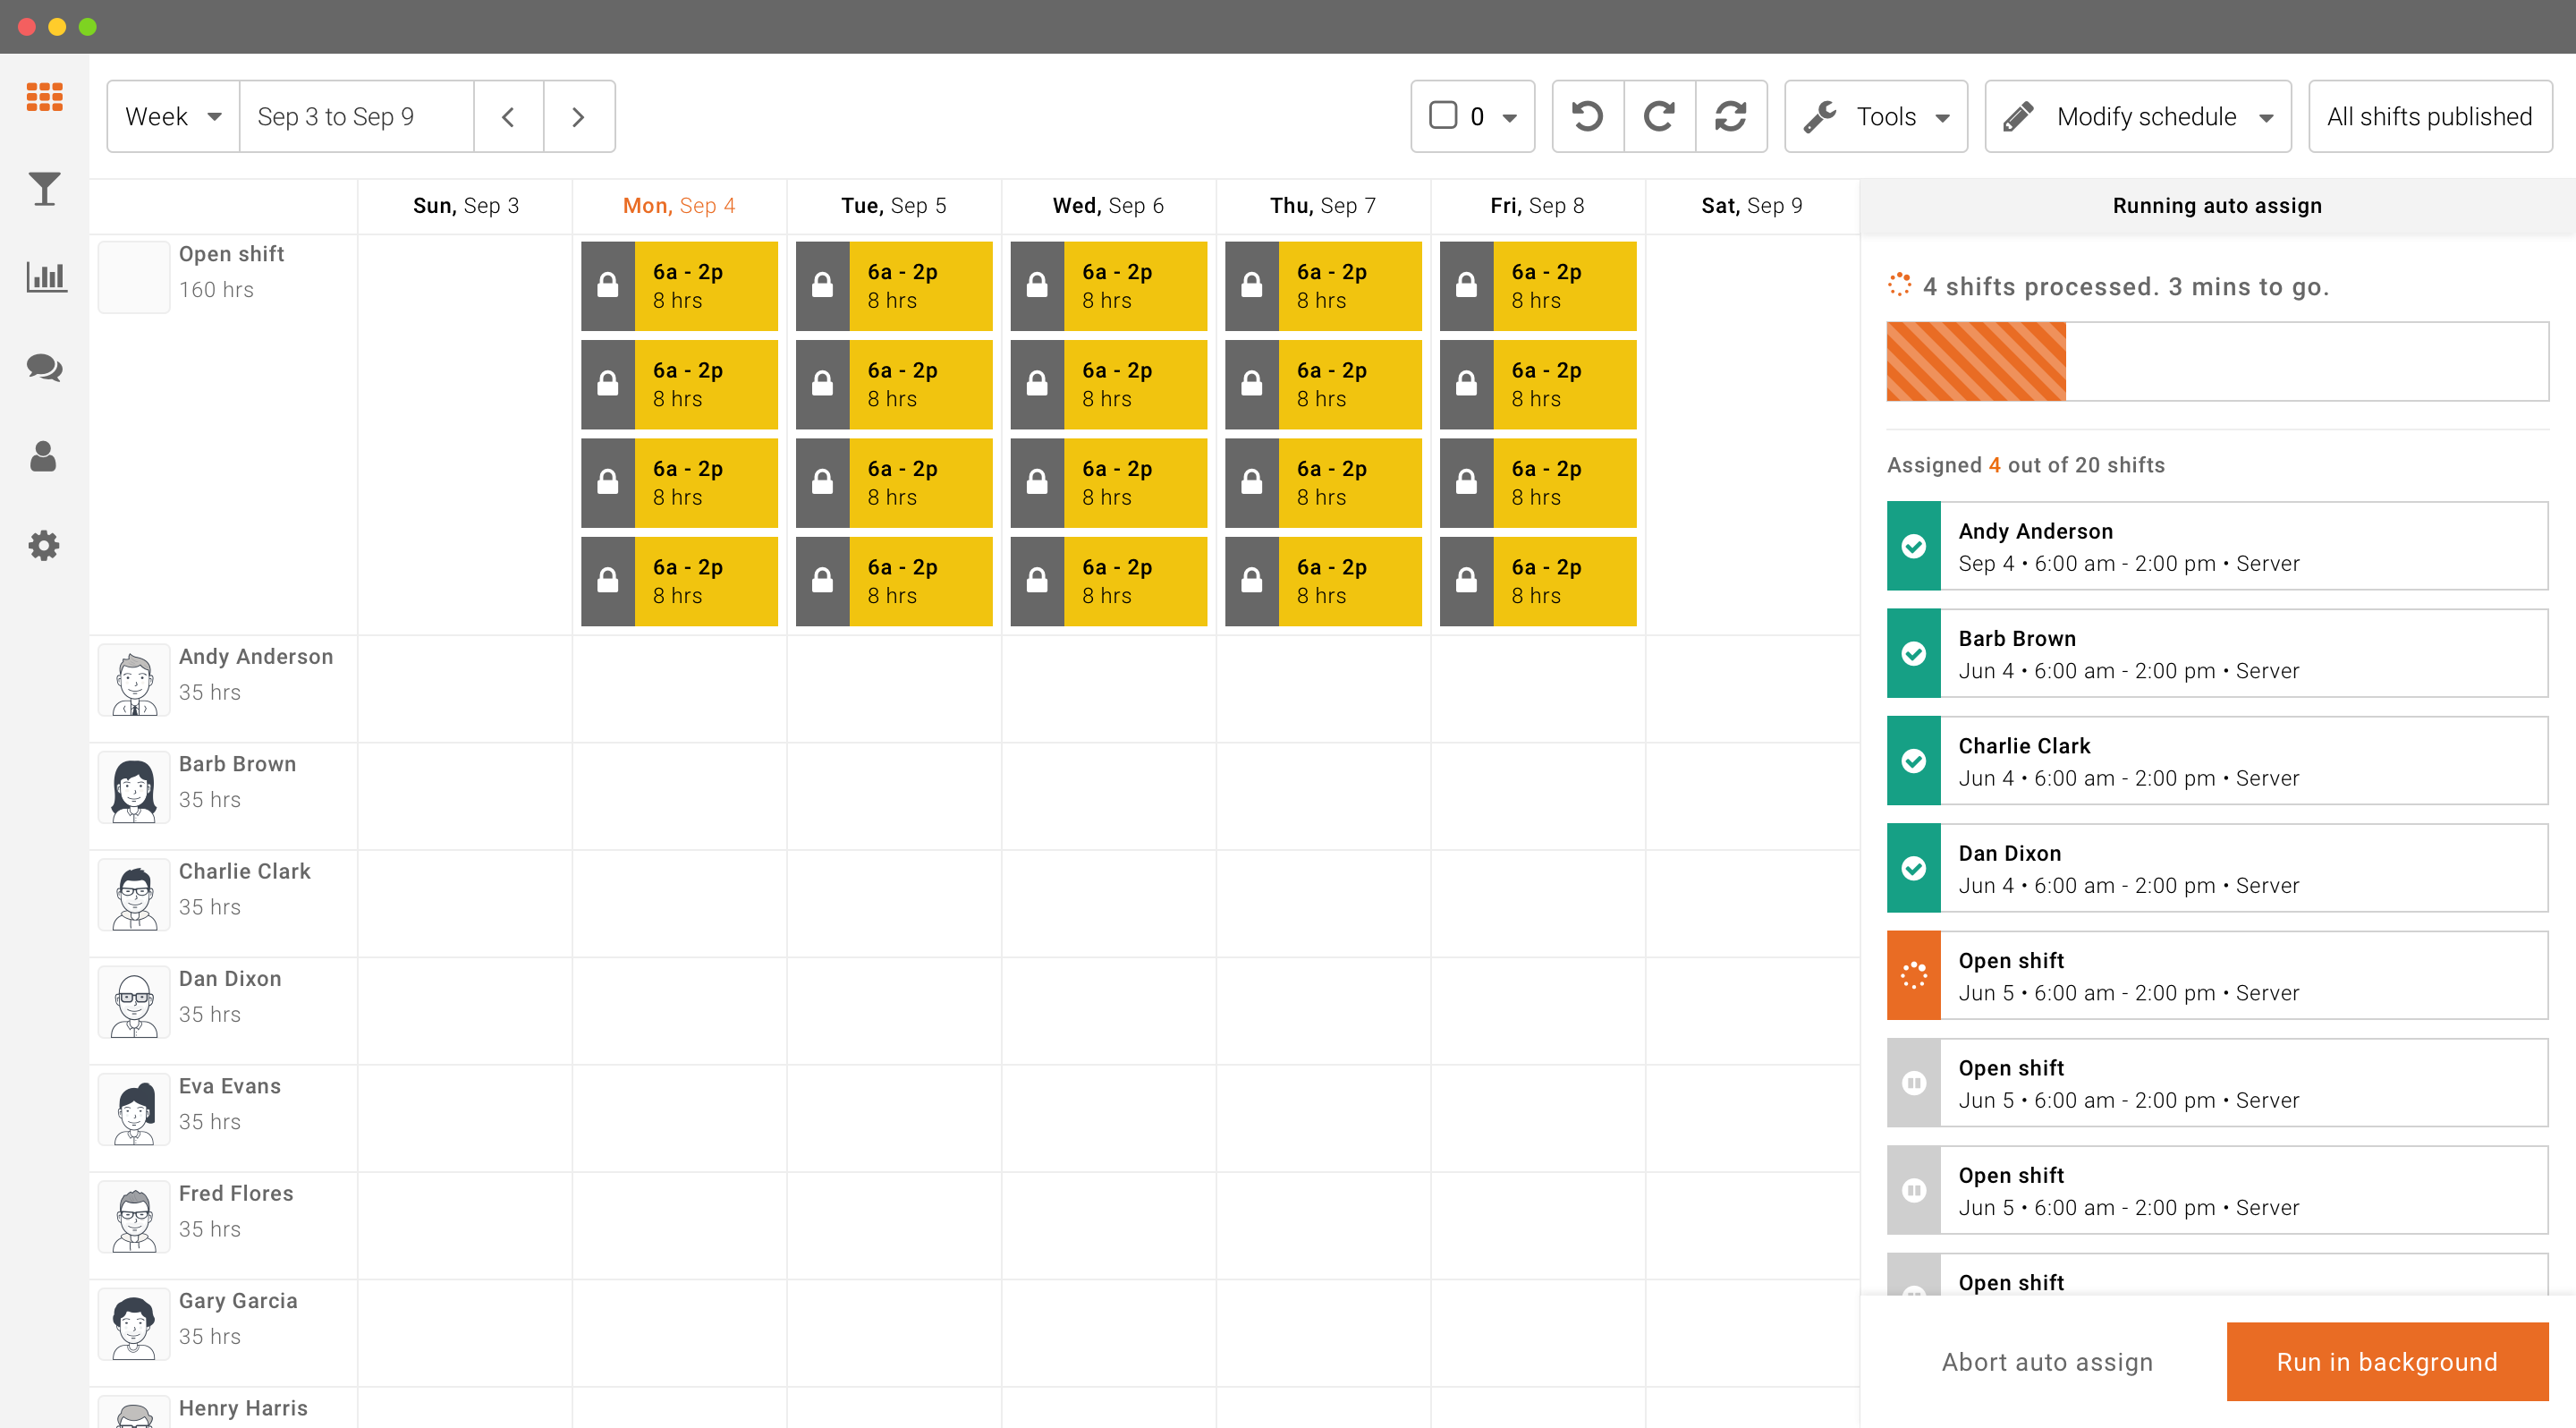 Week Sep 3 to Sep 9 0 Tools Modify schedule All shifts published
Sun, Sep 3 Mon, Sep 4 Tue, Sep 5 Wed, Sep 6 Thu, Sep 7 Fri, Sep 8 Sat, Sep 9
Open shift
160 hrs
6a - 2p 6a - 2p 6a - 2p 6a - 2p 6a - 2p
8 hrs 8 hrs 8 hrs 8 hrs 8 hrs
6a - 2p 6a - 2p 6a - 2p 6a - 2p 6a - 2p
8 hrs 8 hrs 8 hrs 8 hrs 8 hrs
6a - 2p 6a - 2p 6a - 2p 6a - 2p 6a - 2p
8 hrs 8 hrs 8 hrs 8 hrs 8 hrs
6a - 2p 6a - 2p 6a - 2p 6a - 2p 6a - 2p
8 hrs 8 hrs 8 hrs 8 hrs 8 hrs
Andy Anderson
35 hrs
Barb Brown
35 hrs
Charlie Clark
35 hrs
Dan Dixon
35 hrs
Eva Evans
35 hrs
Fred Flores
35 hrs
Gary Garcia
35 hrs
Henry Harris
Running auto assign
4 shifts processed. 3 mins to go.
Assigned 4 out of 20 shifts
Andy Anderson
Sep 4 • 6:00 am - 2:00 pm • Server
Barb Brown
Jun 4 • 6:00 am - 2:00 pm • Server
Charlie Clark
Jun 4 • 6:00 am - 2:00 pm • Server
Dan Dixon
Jun 4 • 6:00 am - 2:00 pm • Server
Open shift
Jun 5 • 6:00 am - 2:00 pm • Server
Open shift
Jun 5 • 6:00 am - 2:00 pm • Server
Open shift
Jun 5 • 6:00 am - 2:00 pm • Server
Open shift
Abort auto assign Run in background